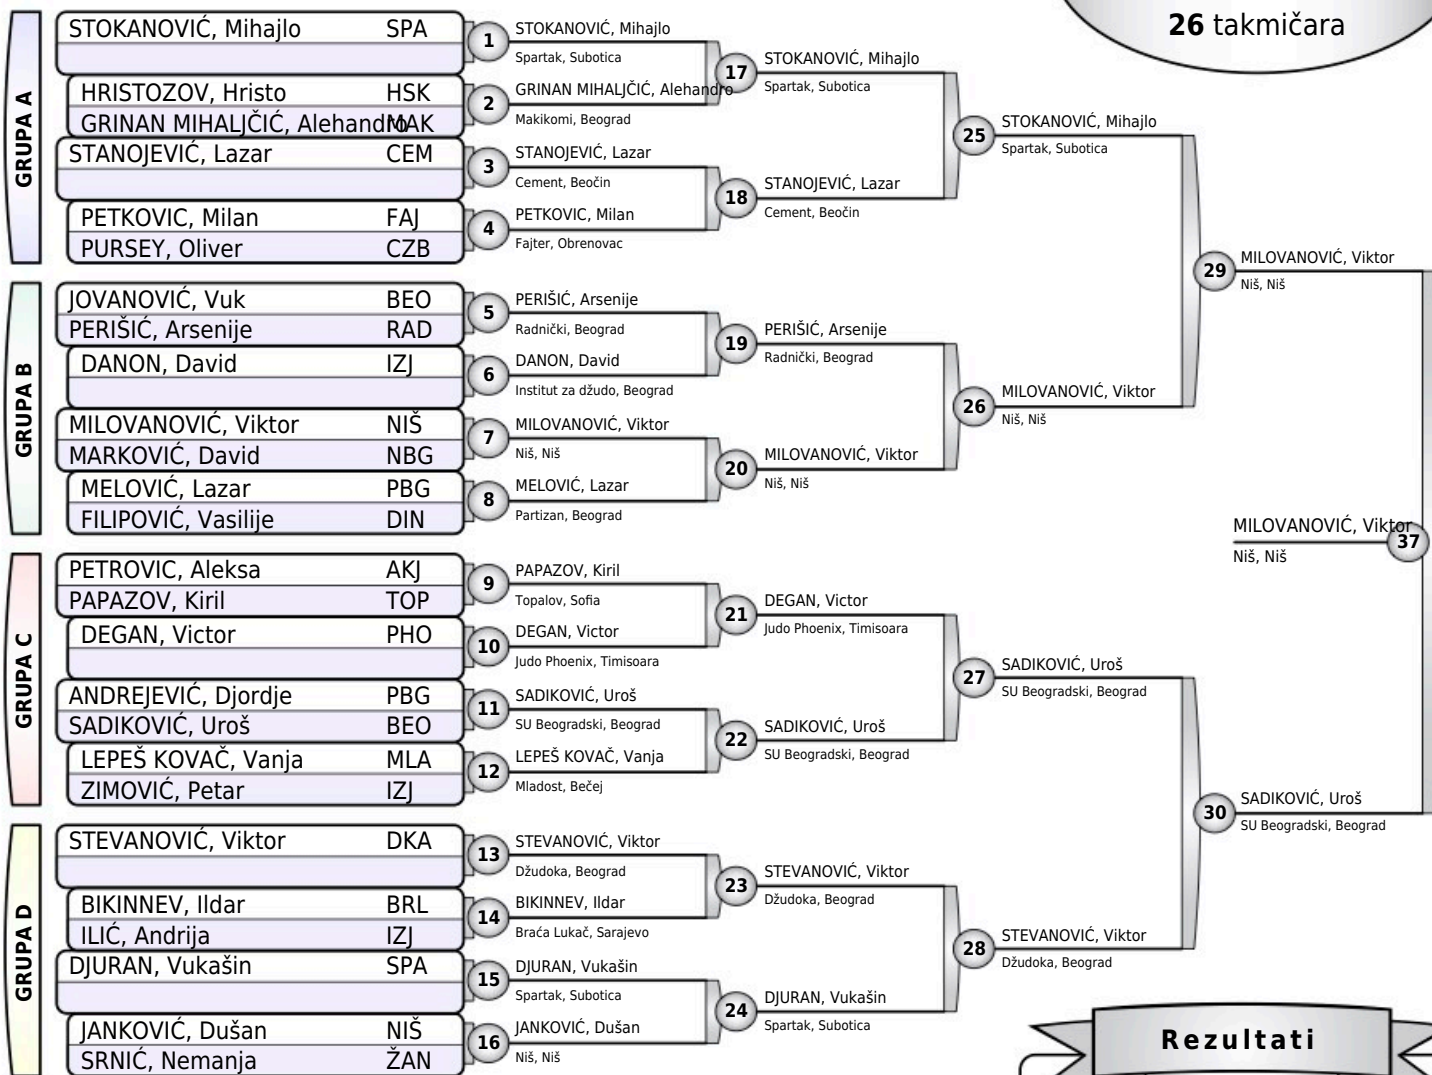 26 takmičara
GRUPA A
STOKANOVIĆ, Mihajlo SPA
HRISTOZOV, Hristo HSK
GRINAN MIHALJČIĆ, Alehandro MAK
STANOJEVIĆ, Lazar CEM
PETKOVIC, Milan FAJ
PURSEY, Oliver CZB
GRUPA B
JOVANOVIĆ, Vuk BEO
PERIŠIĆ, Arsenije RAD
DANON, David IZJ
MILOVANOVIĆ, Viktor NIŠ
MARKOVIĆ, David NBG
MELOVIĆ, Lazar PBG
FILIPOVIĆ, Vasilije DIN
GRUPA C
PETROVIC, Aleksa AKJ
PAPAZOV, Kiril TOP
DEGAN, Victor PHO
ANDREJEVIĆ, Djordje PBG
SADIKOVIĆ, Uroš BEO
LEPEŠ KOVAČ, Vanja MLA
ZIMOVIĆ, Petar IZJ
GRUPA D
STEVANOVIĆ, Viktor DKA
BIKINNEV, Ildar BRL
ILIĆ, Andrija IZJ
DJURAN, Vukašin SPA
JANKOVIĆ, Dušan NIŠ
SRNIĆ, Nemanja ŽAN
1 STOKANOVIĆ, Mihajlo
Spartak, Subotica
2 GRINAN MIHALJČIĆ, Alehandro
Makikomi, Beograd
3 STANOJEVIĆ, Lazar
Cement, Beočin
4 PETKOVIC, Milan
Fajter, Obrenovac
5 PERIŠIĆ, Arsenije
Radnički, Beograd
6 DANON, David
Institut za džudo, Beograd
7 MILOVANOVIĆ, Viktor
Niš, Niš
8 MELOVIĆ, Lazar
Partizan, Beograd
9 PAPAZOV, Kiril
Topalov, Sofia
10 DEGAN, Victor
Judo Phoenix, Timisoara
11 SADIKOVIĆ, Uroš
SU Beogradski, Beograd
12 LEPEŠ KOVAČ, Vanja
Mladost, Bečej
13 STEVANOVIĆ, Viktor
Džudoka, Beograd
14 BIKINNEV, Ildar
Braća Lukač, Sarajevo
15 DJURAN, Vukašin
Spartak, Subotica
16 JANKOVIĆ, Dušan
Niš, Niš
17 STOKANOVIĆ, Mihajlo
Spartak, Subotica
18 STANOJEVIĆ, Lazar
Cement, Beočin
19 PERIŠIĆ, Arsenije
Radnički, Beograd
20 MILOVANOVIĆ, Viktor
Niš, Niš
21 DEGAN, Victor
Judo Phoenix, Timisoara
22 SADIKOVIĆ, Uroš
SU Beogradski, Beograd
23 STEVANOVIĆ, Viktor
Džudoka, Beograd
24 DJURAN, Vukašin
Spartak, Subotica
25 STOKANOVIĆ, Mihajlo
Spartak, Subotica
26 MILOVANOVIĆ, Viktor
Niš, Niš
27 SADIKOVIĆ, Uroš
SU Beogradski, Beograd
28 STEVANOVIĆ, Viktor
Džudoka, Beograd
29 MILOVANOVIĆ, Viktor
Niš, Niš
30 SADIKOVIĆ, Uroš
SU Beogradski, Beograd
MILOVANOVIĆ, Viktor 37
Niš, Niš
Rezultati